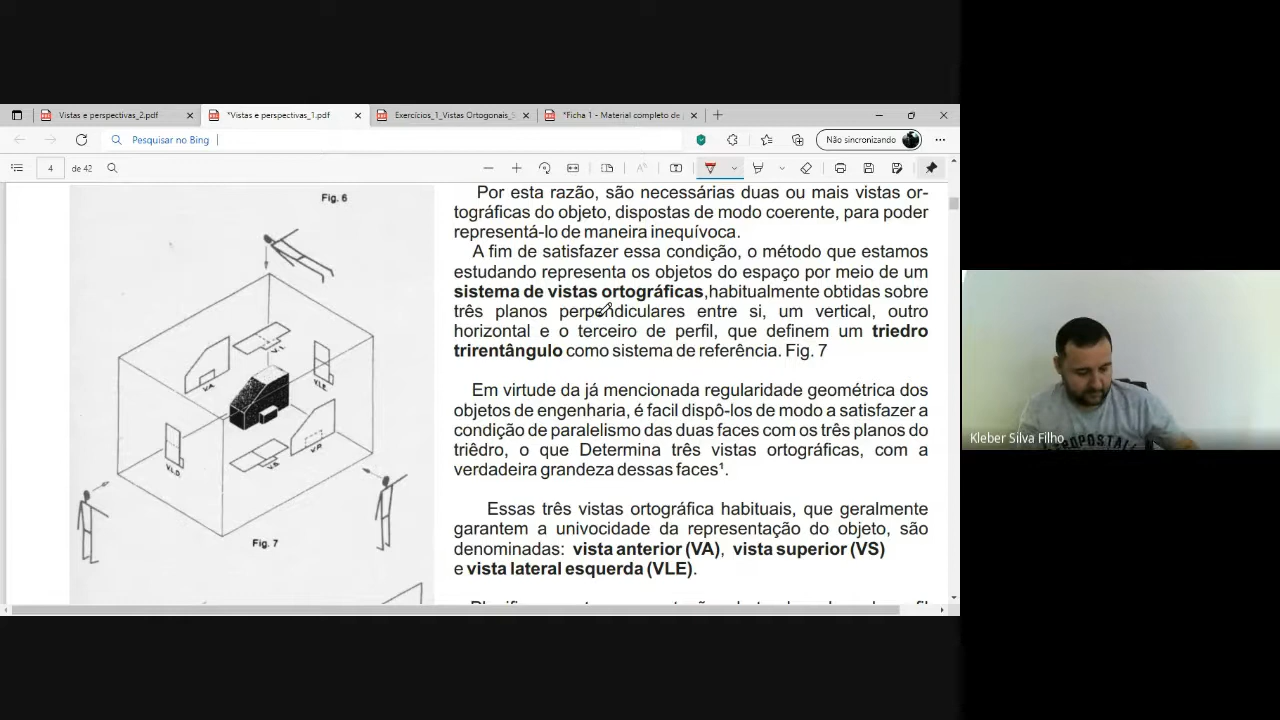 Vistas e perspectivas_2.pdf
*Vistas e perspectivas_1.pdf
Exercícios_1_Vistas Ortogonais_
*Ficha 1 - Material completo de
Pesquisar no Bing
Não sincronizando
4 de 42
Fig. 6
V.A.
V.I.
V.L.E.
V.L.D.
V.S.
V.P.
Fig. 7
Por esta razão, são necessárias duas ou mais vistas or-
tográficas do objeto, dispostas de modo coerente, para poder
representá-lo de maneira inequívoca.
A fim de satisfazer essa condição, o método que estamos
estudando representa os objetos do espaço por meio de um
sistema de vistas ortográficas,habitualmente obtidas sobre
três planos perpendiculares entre si, um vertical, outro
horizontal e o terceiro de perfil, que definem um triedro
trirentângulo como sistema de referência. Fig. 7
Em virtude da já mencionada regularidade geométrica dos
objetos de engenharia, é facil dispô-los de modo a satisfazer a
condição de paralelismo das duas faces com os três planos do
triêdro, o que Determina três vistas ortográficas, com a
verdadeira grandeza dessas faces¹.
Essas três vistas ortográfica habituais, que geralmente
garantem a univocidade da representação do objeto, são
denominadas: vista anterior (VA), vista superior (VS)
e vista lateral esquerda (VLE).
Kleber Silva Filho